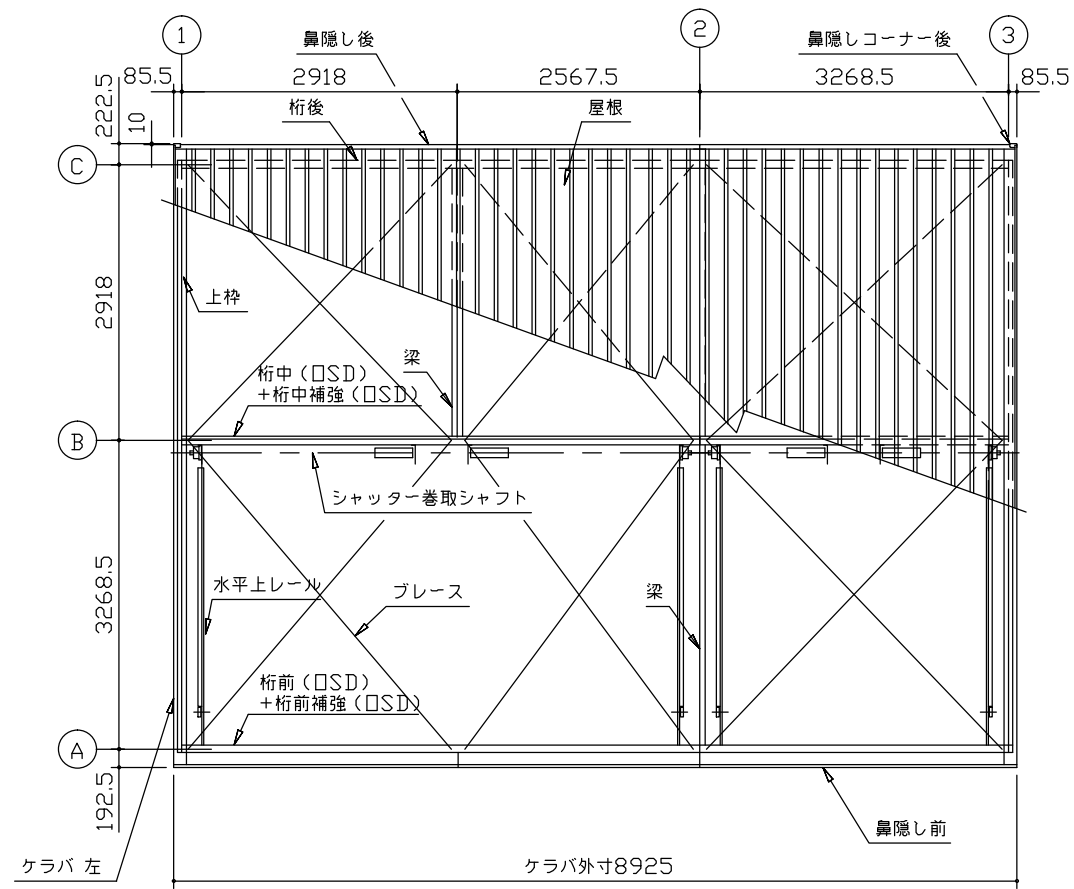 1
2
3
鼻隠し後
鼻隠しコーナー後
85.5
2918
2567.5
3268.5
85.5
222.5
10
桁後
屋根
C
2918
上枠
梁
桁中(□SD)
+桁中補強(□SD)
B
シャッター巻取シャフト
3268.5
水平上レール
ブレース
梁
桁前(□SD)
+桁前補強(□SD)
A
192.5
鼻隠し前
ケラバ 左
ケラバ外寸8925